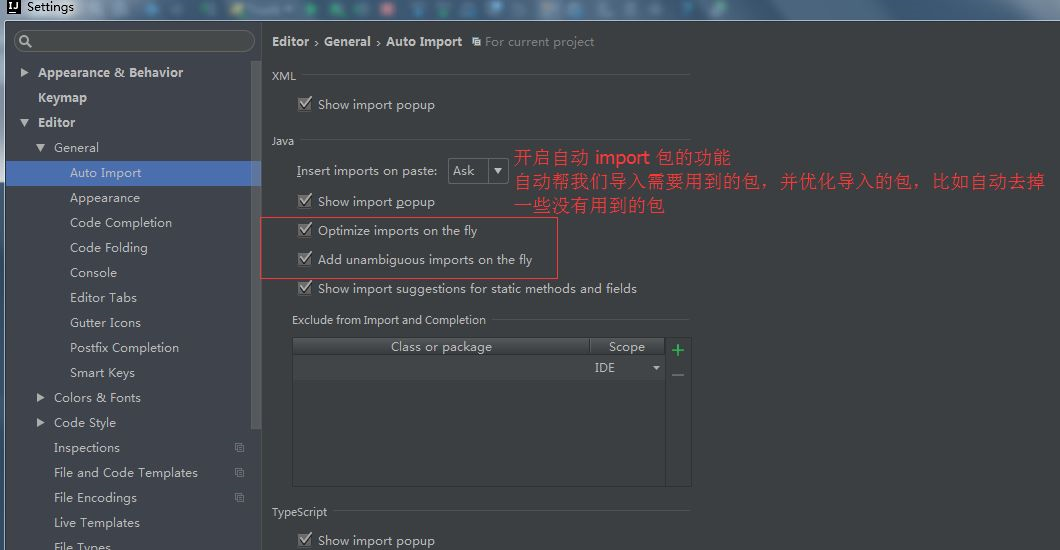 IJ Settings
Editor › General › Auto Import For current project
Appearance & Behavior
Keymap
Editor
General
Auto Import
Appearance
Code Completion
Code Folding
Console
Editor Tabs
Gutter Icons
Postfix Completion
Smart Keys
Colors & Fonts
Code Style
Inspections
File and Code Templates
File Encodings
Live Templates
File Types
XML
Show import popup
Java
Insert imports on paste: Ask
开启自动 import 包的功能
自动帮我们导入需要用到的包，并优化导入的包，比如自动去掉
一些没有用到的包
Show import popup
Optimize imports on the fly
Add unambiguous imports on the fly
Show import suggestions for static methods and fields
Exclude from Import and Completion
Class or package Scope
IDE
TypeScript
Show import popup